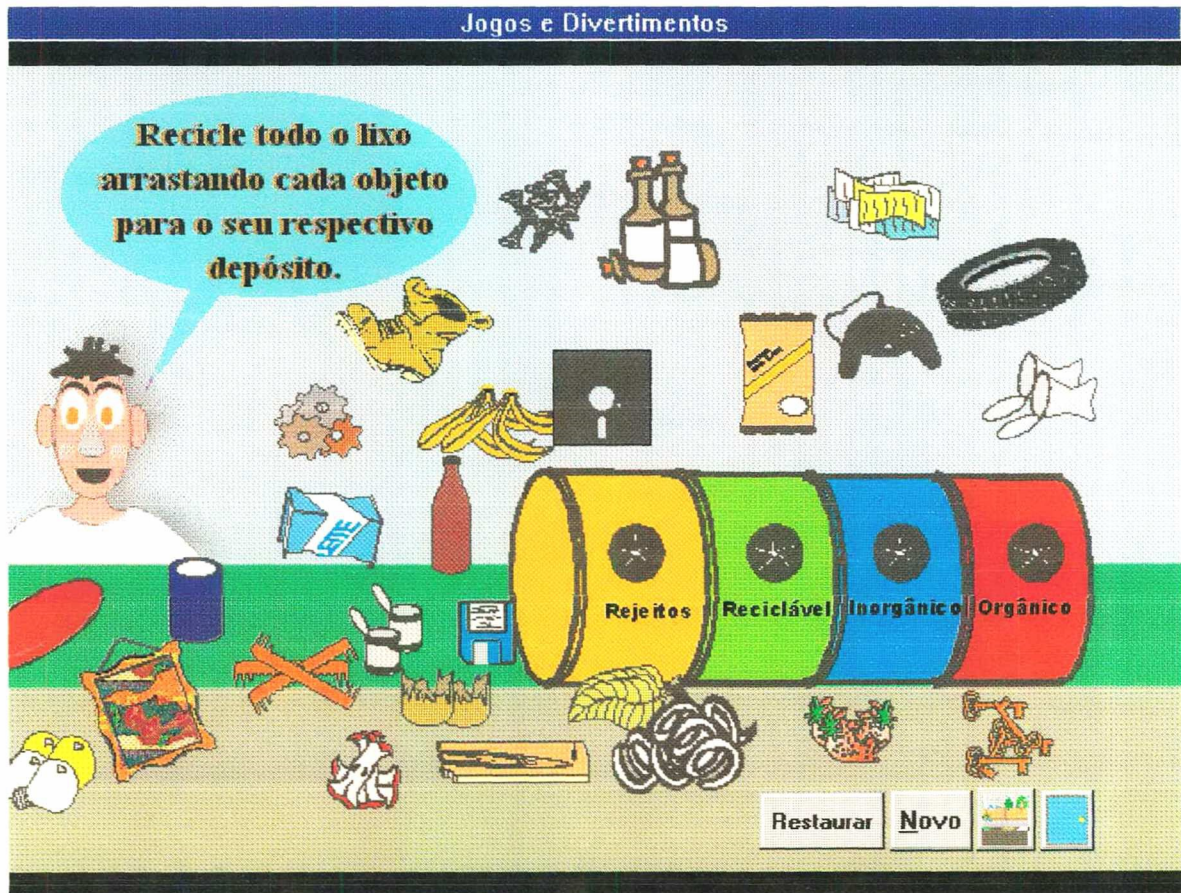 Jogos e Divertimentos
Recicle todo o lixo
arrastando cada objeto
para o seu respectivo
depósito.
LEITE
Rejeitos
Reciclável
Inorgânico
Orgânico
Restaurar
Novo